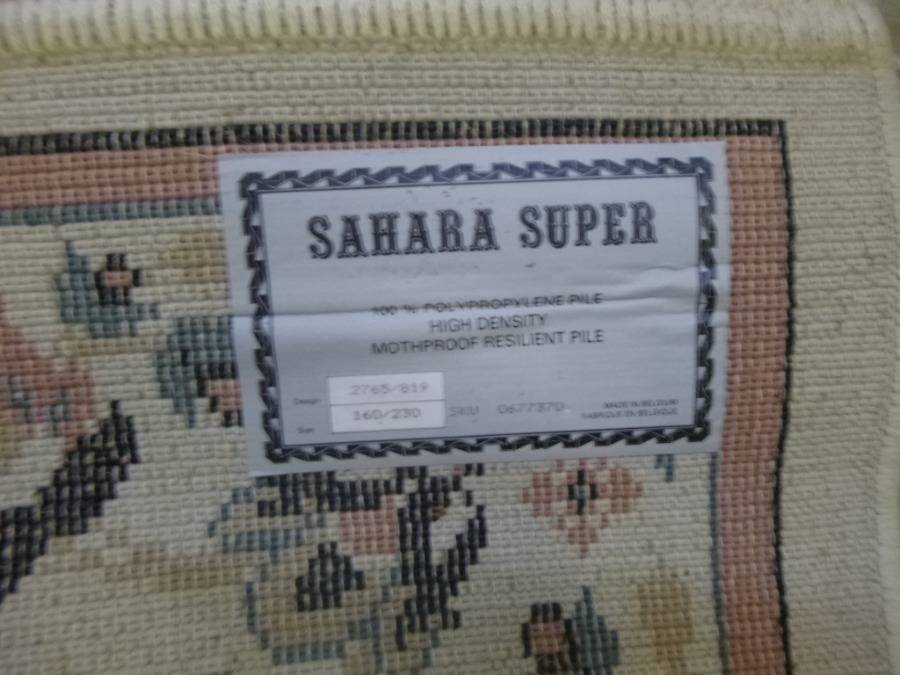 SAHARA SUPER
100 % POLYPROPYLENE PILE
HIGH DENSITY
MOTHPROOF RESILIENT PILE
Design 2765/819
Size 160/230 SKU 0677370
MADE IN BELGIUM
FABRIQUE EN BELGIQUE